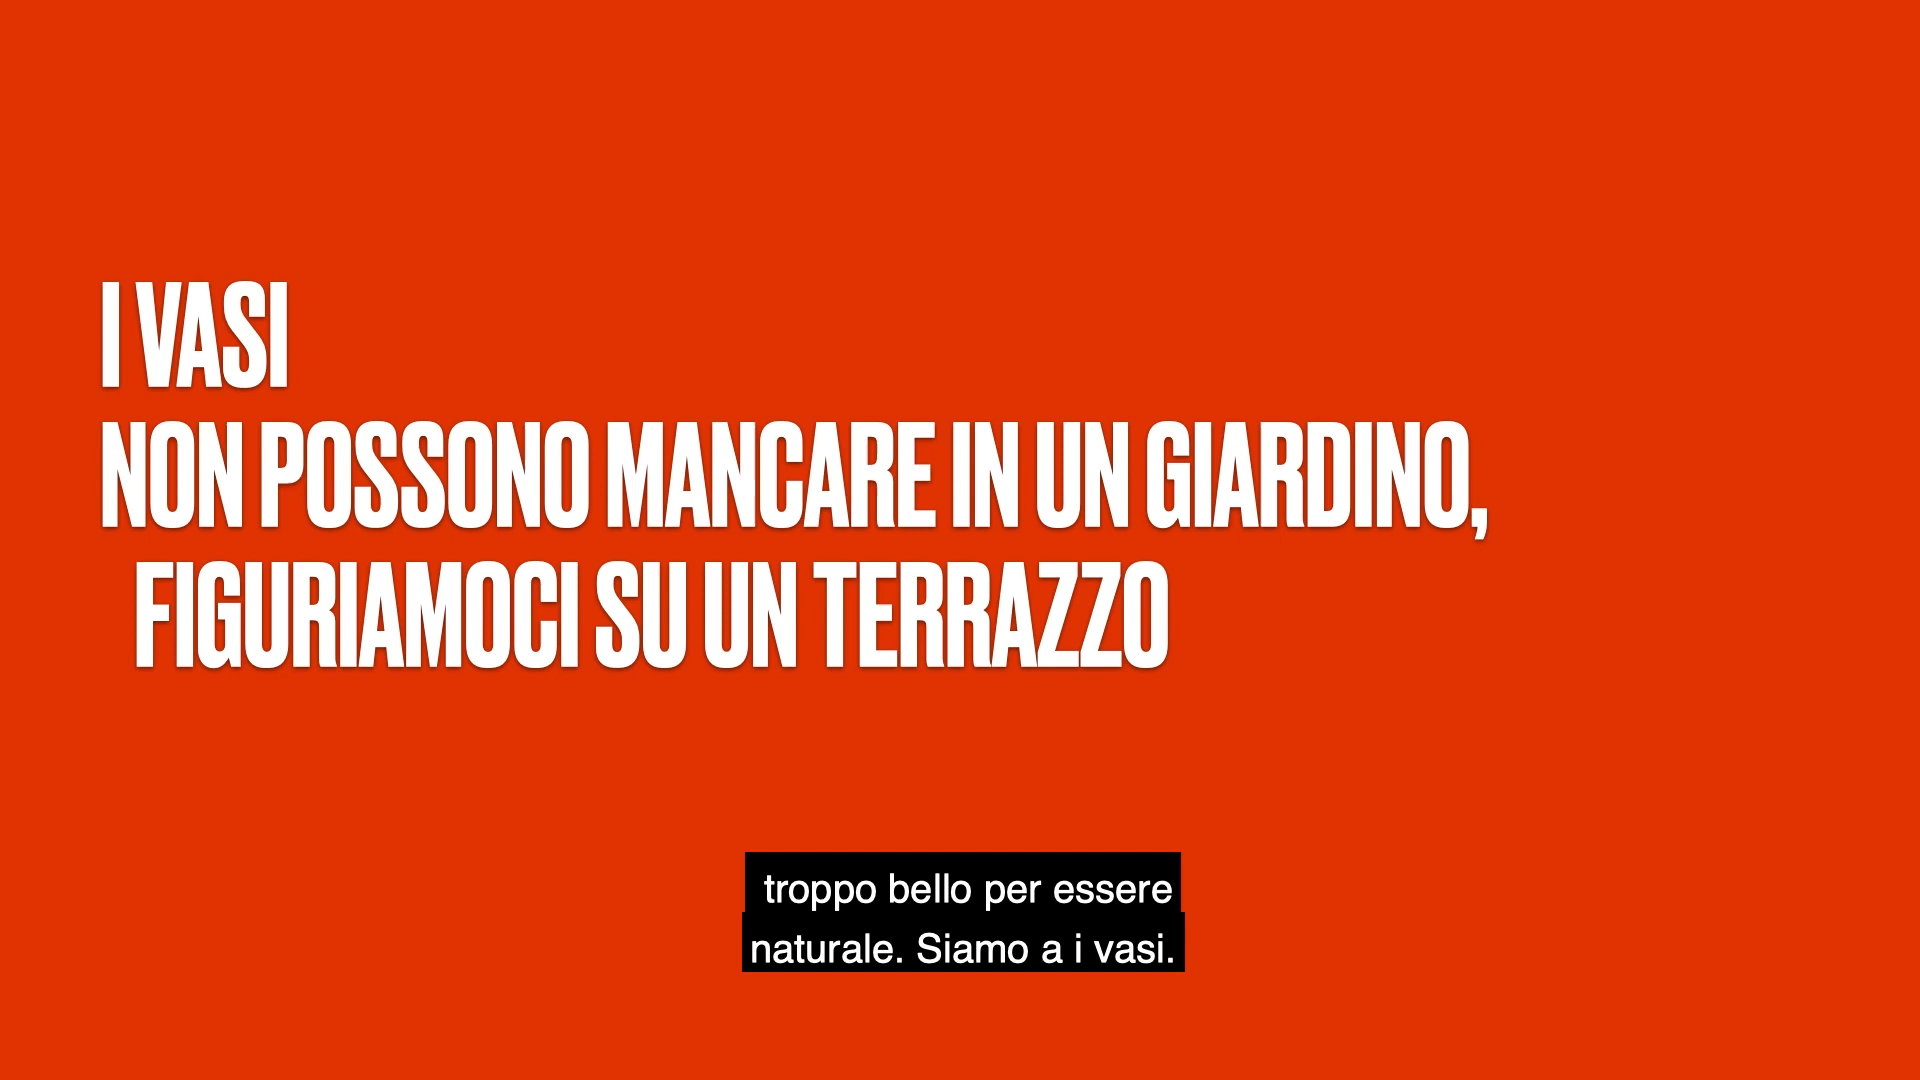 I VASI
NON POSSONO MANCARE IN UN GIARDINO,
FIGURIAMOCI SU UN TERRAZZO
troppo bello per essere
naturale. Siamo a i vasi.